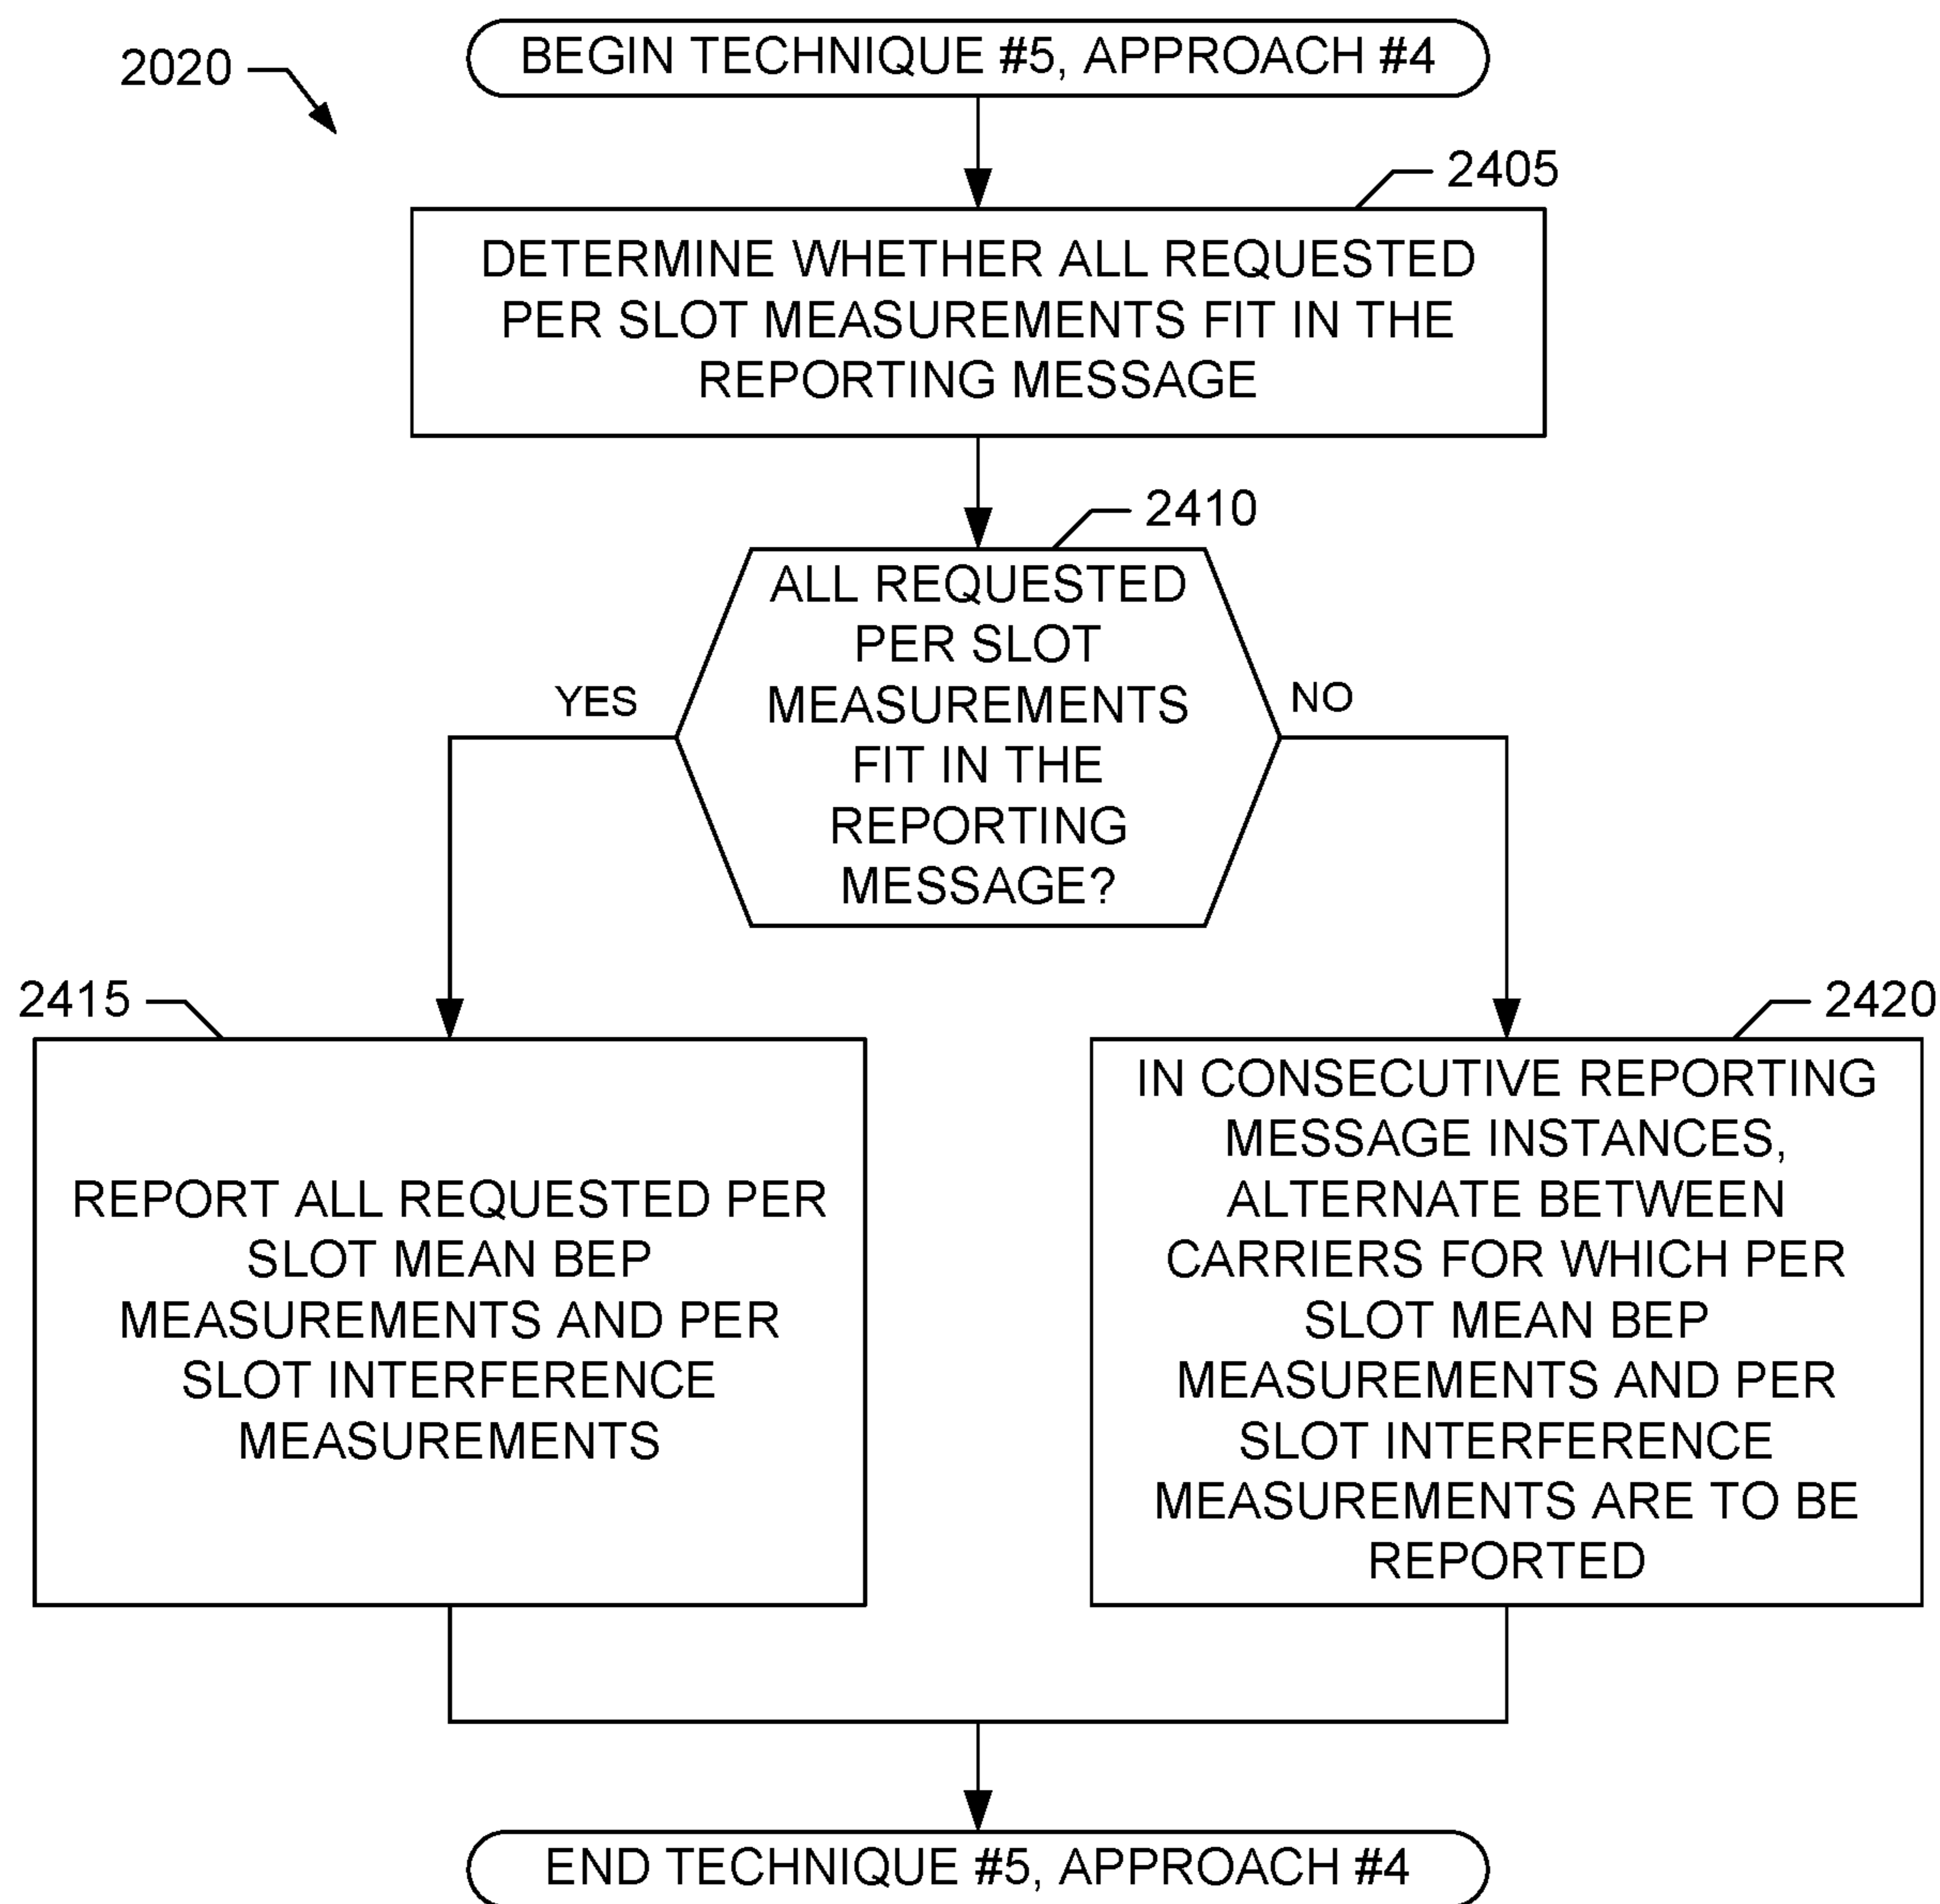 2020
BEGIN TECHNIQUE #5, APPROACH #4
2405
DETERMINE WHETHER ALL REQUESTED
PER SLOT MEASUREMENTS FIT IN THE
REPORTING MESSAGE
2410
ALL REQUESTED
PER SLOT
MEASUREMENTS
FIT IN THE
REPORTING
MESSAGE?
YES
NO
2415
REPORT ALL REQUESTED PER
SLOT MEAN BEP
MEASUREMENTS AND PER
SLOT INTERFERENCE
MEASUREMENTS
2420
IN CONSECUTIVE REPORTING
MESSAGE INSTANCES,
ALTERNATE BETWEEN
CARRIERS FOR WHICH PER
SLOT MEAN BEP
MEASUREMENTS AND PER
SLOT INTERFERENCE
MEASUREMENTS ARE TO BE
REPORTED
END TECHNIQUE #5, APPROACH #4